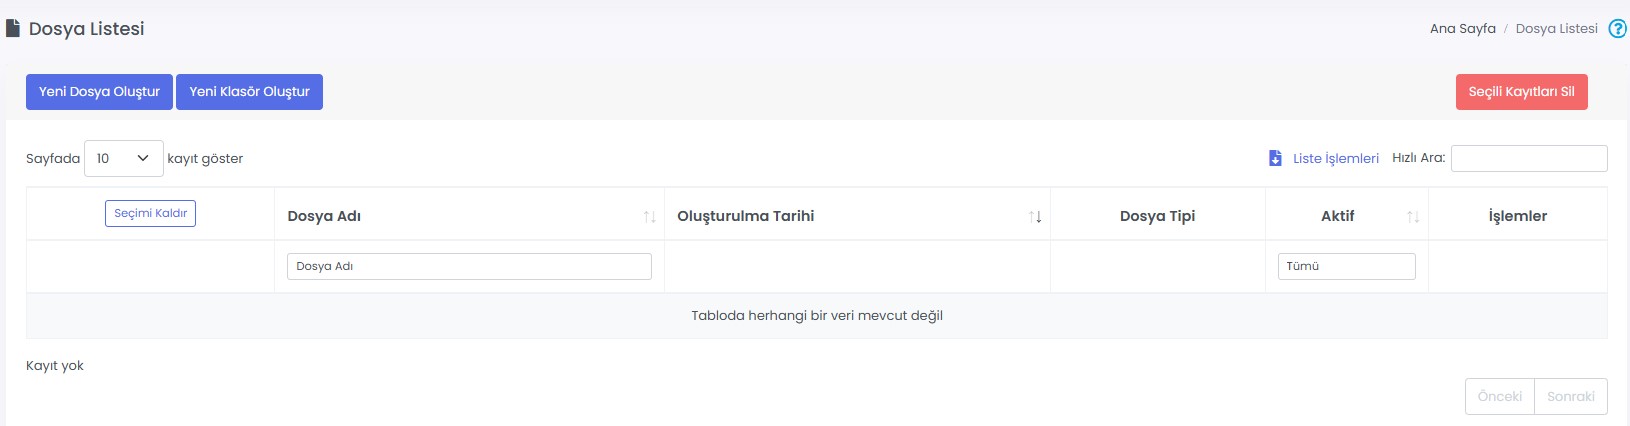 Dosya Listesi
Ana Sayfa / Dosya Listesi ?
Yeni Dosya Oluştur Yeni Klasör Oluştur Seçili Kayıtları Sil
Sayfada 10 kayıt göster Liste İşlemleri Hızlı Ara:
Seçimi Kaldır Dosya Adı Oluşturulma Tarihi Dosya Tipi Aktif İşlemler
Dosya Adı Tümü
Tabloda herhangi bir veri mevcut değil
Kayıt yok
Önceki Sonraki